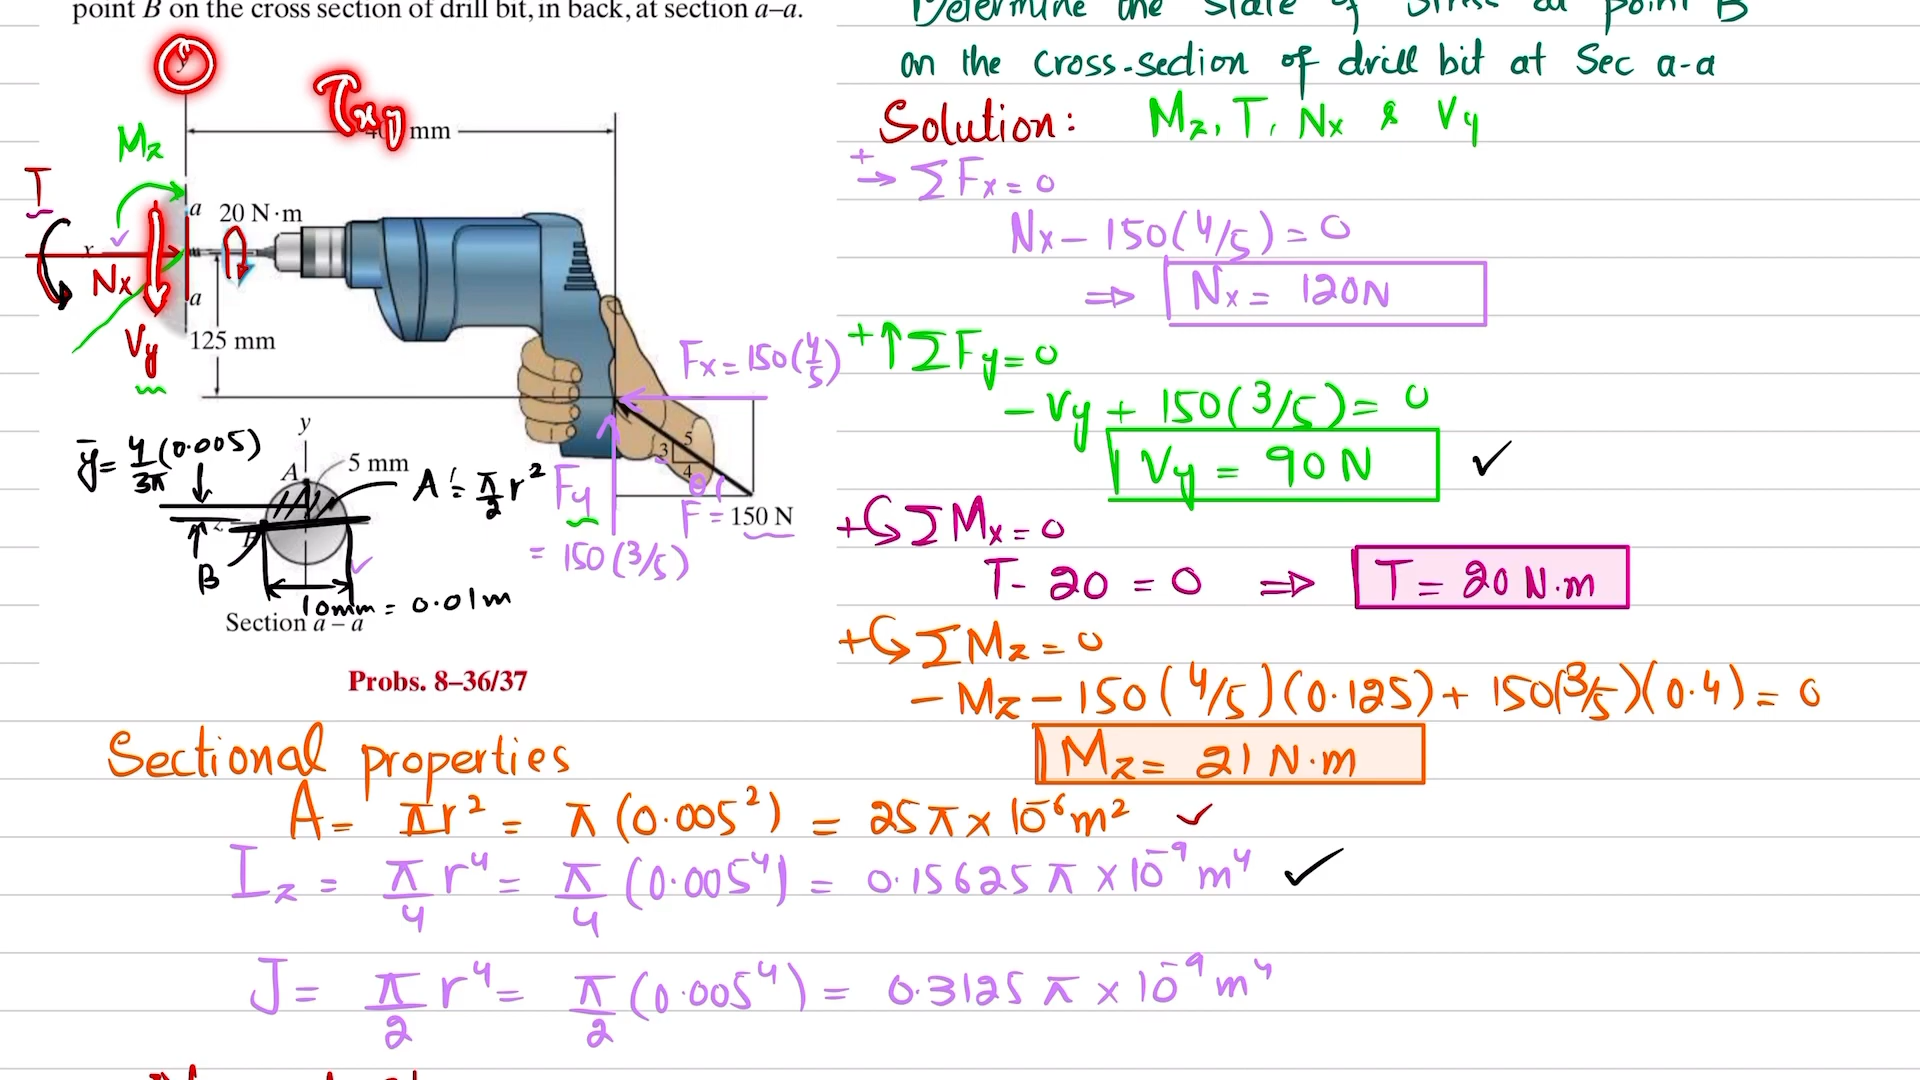 point B on the cross section of drill bit, in back, at section a–a.
Determine the state of stress at point B
on the cross-section of drill bit at Sec a-a
Solution: Mz, T, Nx & Vy
y
τxy
mm
Mz
T
a
20 N·m
Nx
a
Vy
125 mm
+→ ΣFx = 0
Nx − 150(4/5) = 0
⇒ Nx = 120N
Fx = 150(4/5)
+↑ ΣFy = 0
−Vy + 150(3/5) = 0
Vy = 90 N ✓
ȳ = 4/3π (0.005)
y
A
5 mm
A' = π/2 r²
z
B
10mm = 0.01m
Section a – a
Fy
= 150(3/5)
5
3
4
θ
F = 150 N
+↺ ΣMx = 0
T - 20 = 0 ⇒ T = 20 N·m
+↺ ΣMz = 0
− Mz − 150(4/5)(0.125) + 150(3/5)(0.4) = 0
Mz = 21 N·m
Probs. 8–36/37
Sectional properties
A = πr² = π(0.005²) = 25π × 10⁻⁶ m² ✓
Iz = π/4 r⁴ = π/4 (0.005⁴) = 0.15625π × 10⁻⁹ m⁴ ✓
J = π/2 r⁴ = π/2 (0.005⁴) = 0.3125π × 10⁻⁹ m⁴